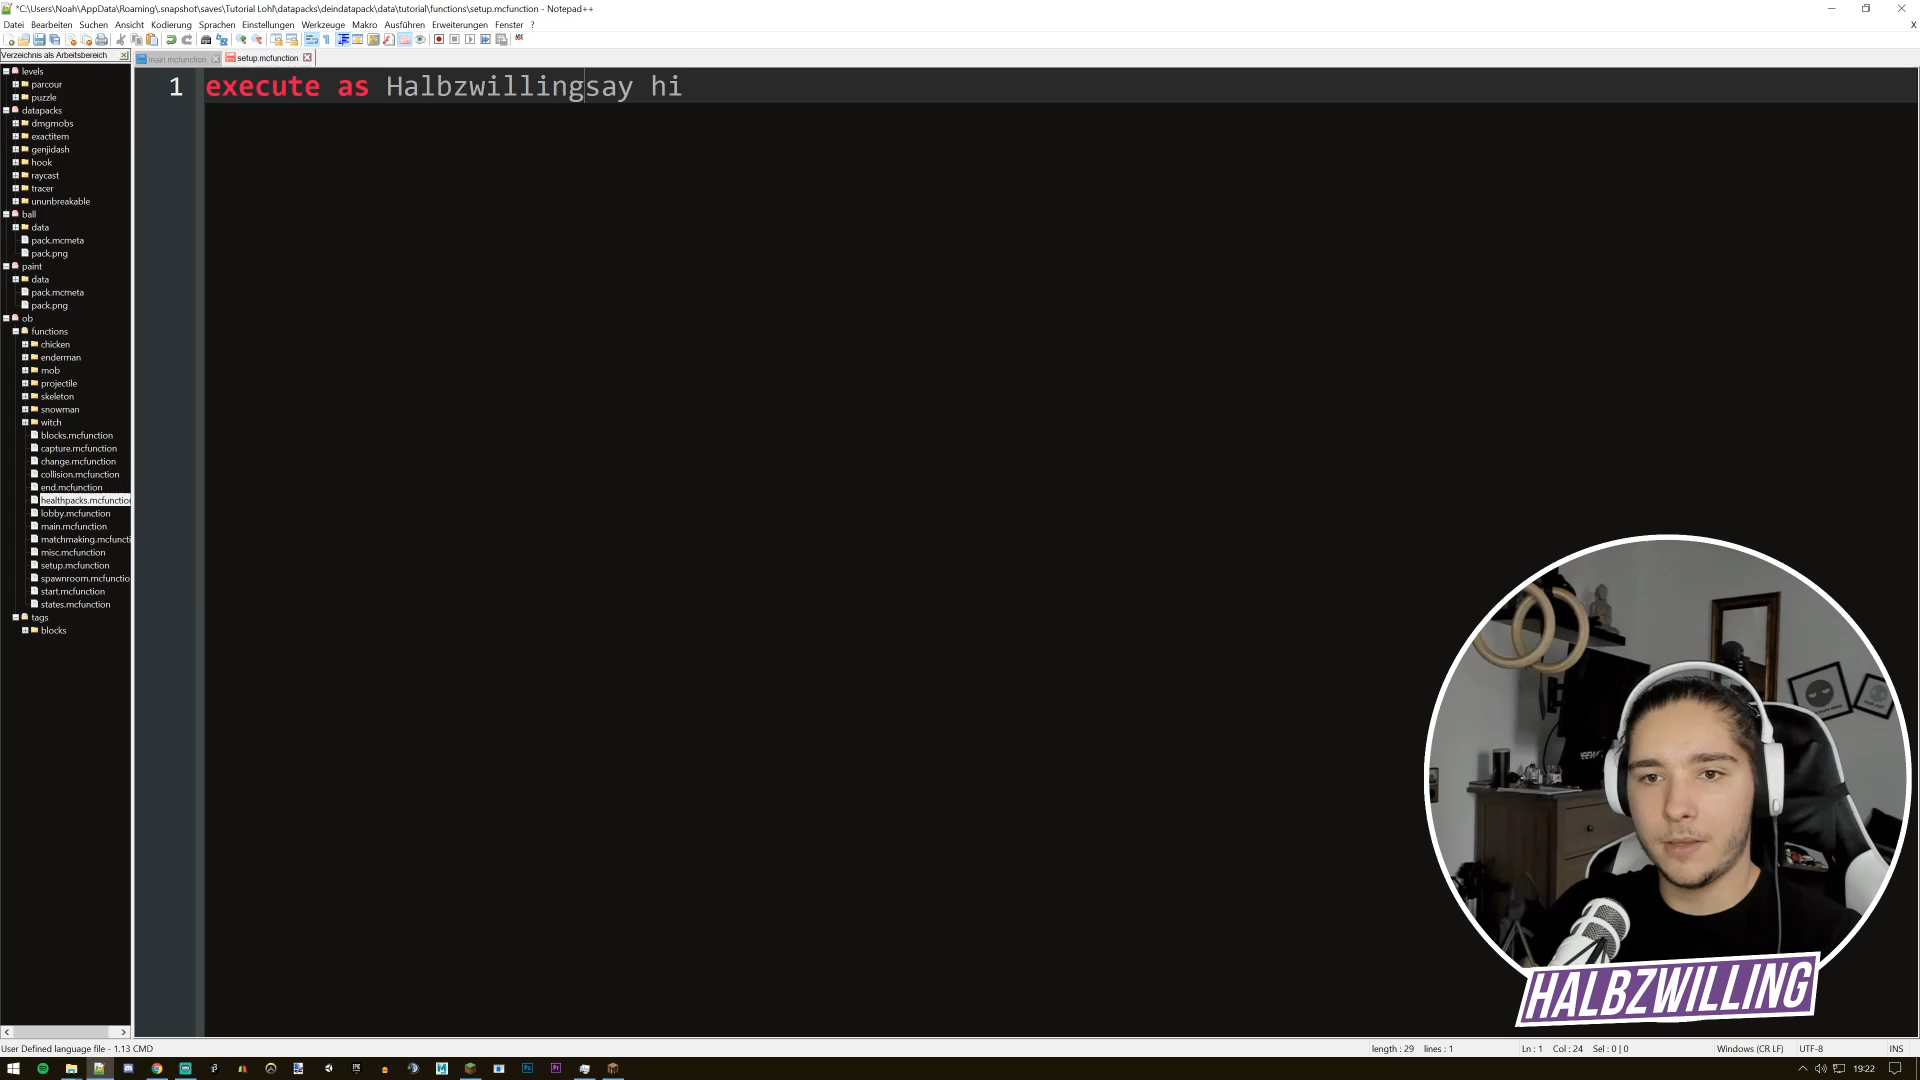 *C:\Users\Noah\AppData\Roaming\.snapshot\saves\Tutorial Lohl\datapacks\deindatapack\data\tutorial\functions\setup.mcfunction - Notepad++
Datei Bearbeiten Suchen Ansicht Kodierung Sprachen Einstellungen Werkzeuge Makro Ausführen Erweiterungen Fenster ? X
Verzeichnis als Arbeitsbereich
main.mcfunction setup.mcfunction
levels
parcour
puzzle
datapacks
dmgmobs
exactitem
genjidash
hook
raycast
tracer
ununbreakable
ball
data
pack.mcmeta
pack.png
paint
data
pack.mcmeta
pack.png
ob
functions
chicken
enderman
mob
projectile
skeleton
snowman
witch
blocks.mcfunction
capture.mcfunction
change.mcfunction
collision.mcfunction
end.mcfunction
healthpacks.mcfunction
lobby.mcfunction
main.mcfunction
matchmaking.mcfuncti
misc.mcfunction
setup.mcfunction
spawnroom.mcfunctio
start.mcfunction
states.mcfunction
tags
blocks
1 execute as Halbzwillingsay hi
HALBZWILLING
User Defined language file - 1.13 CMD length : 29 lines : 1 Ln : 1 Col : 24 Sel : 0 | 0 Windows (CR LF) UTF-8 INS
19:22